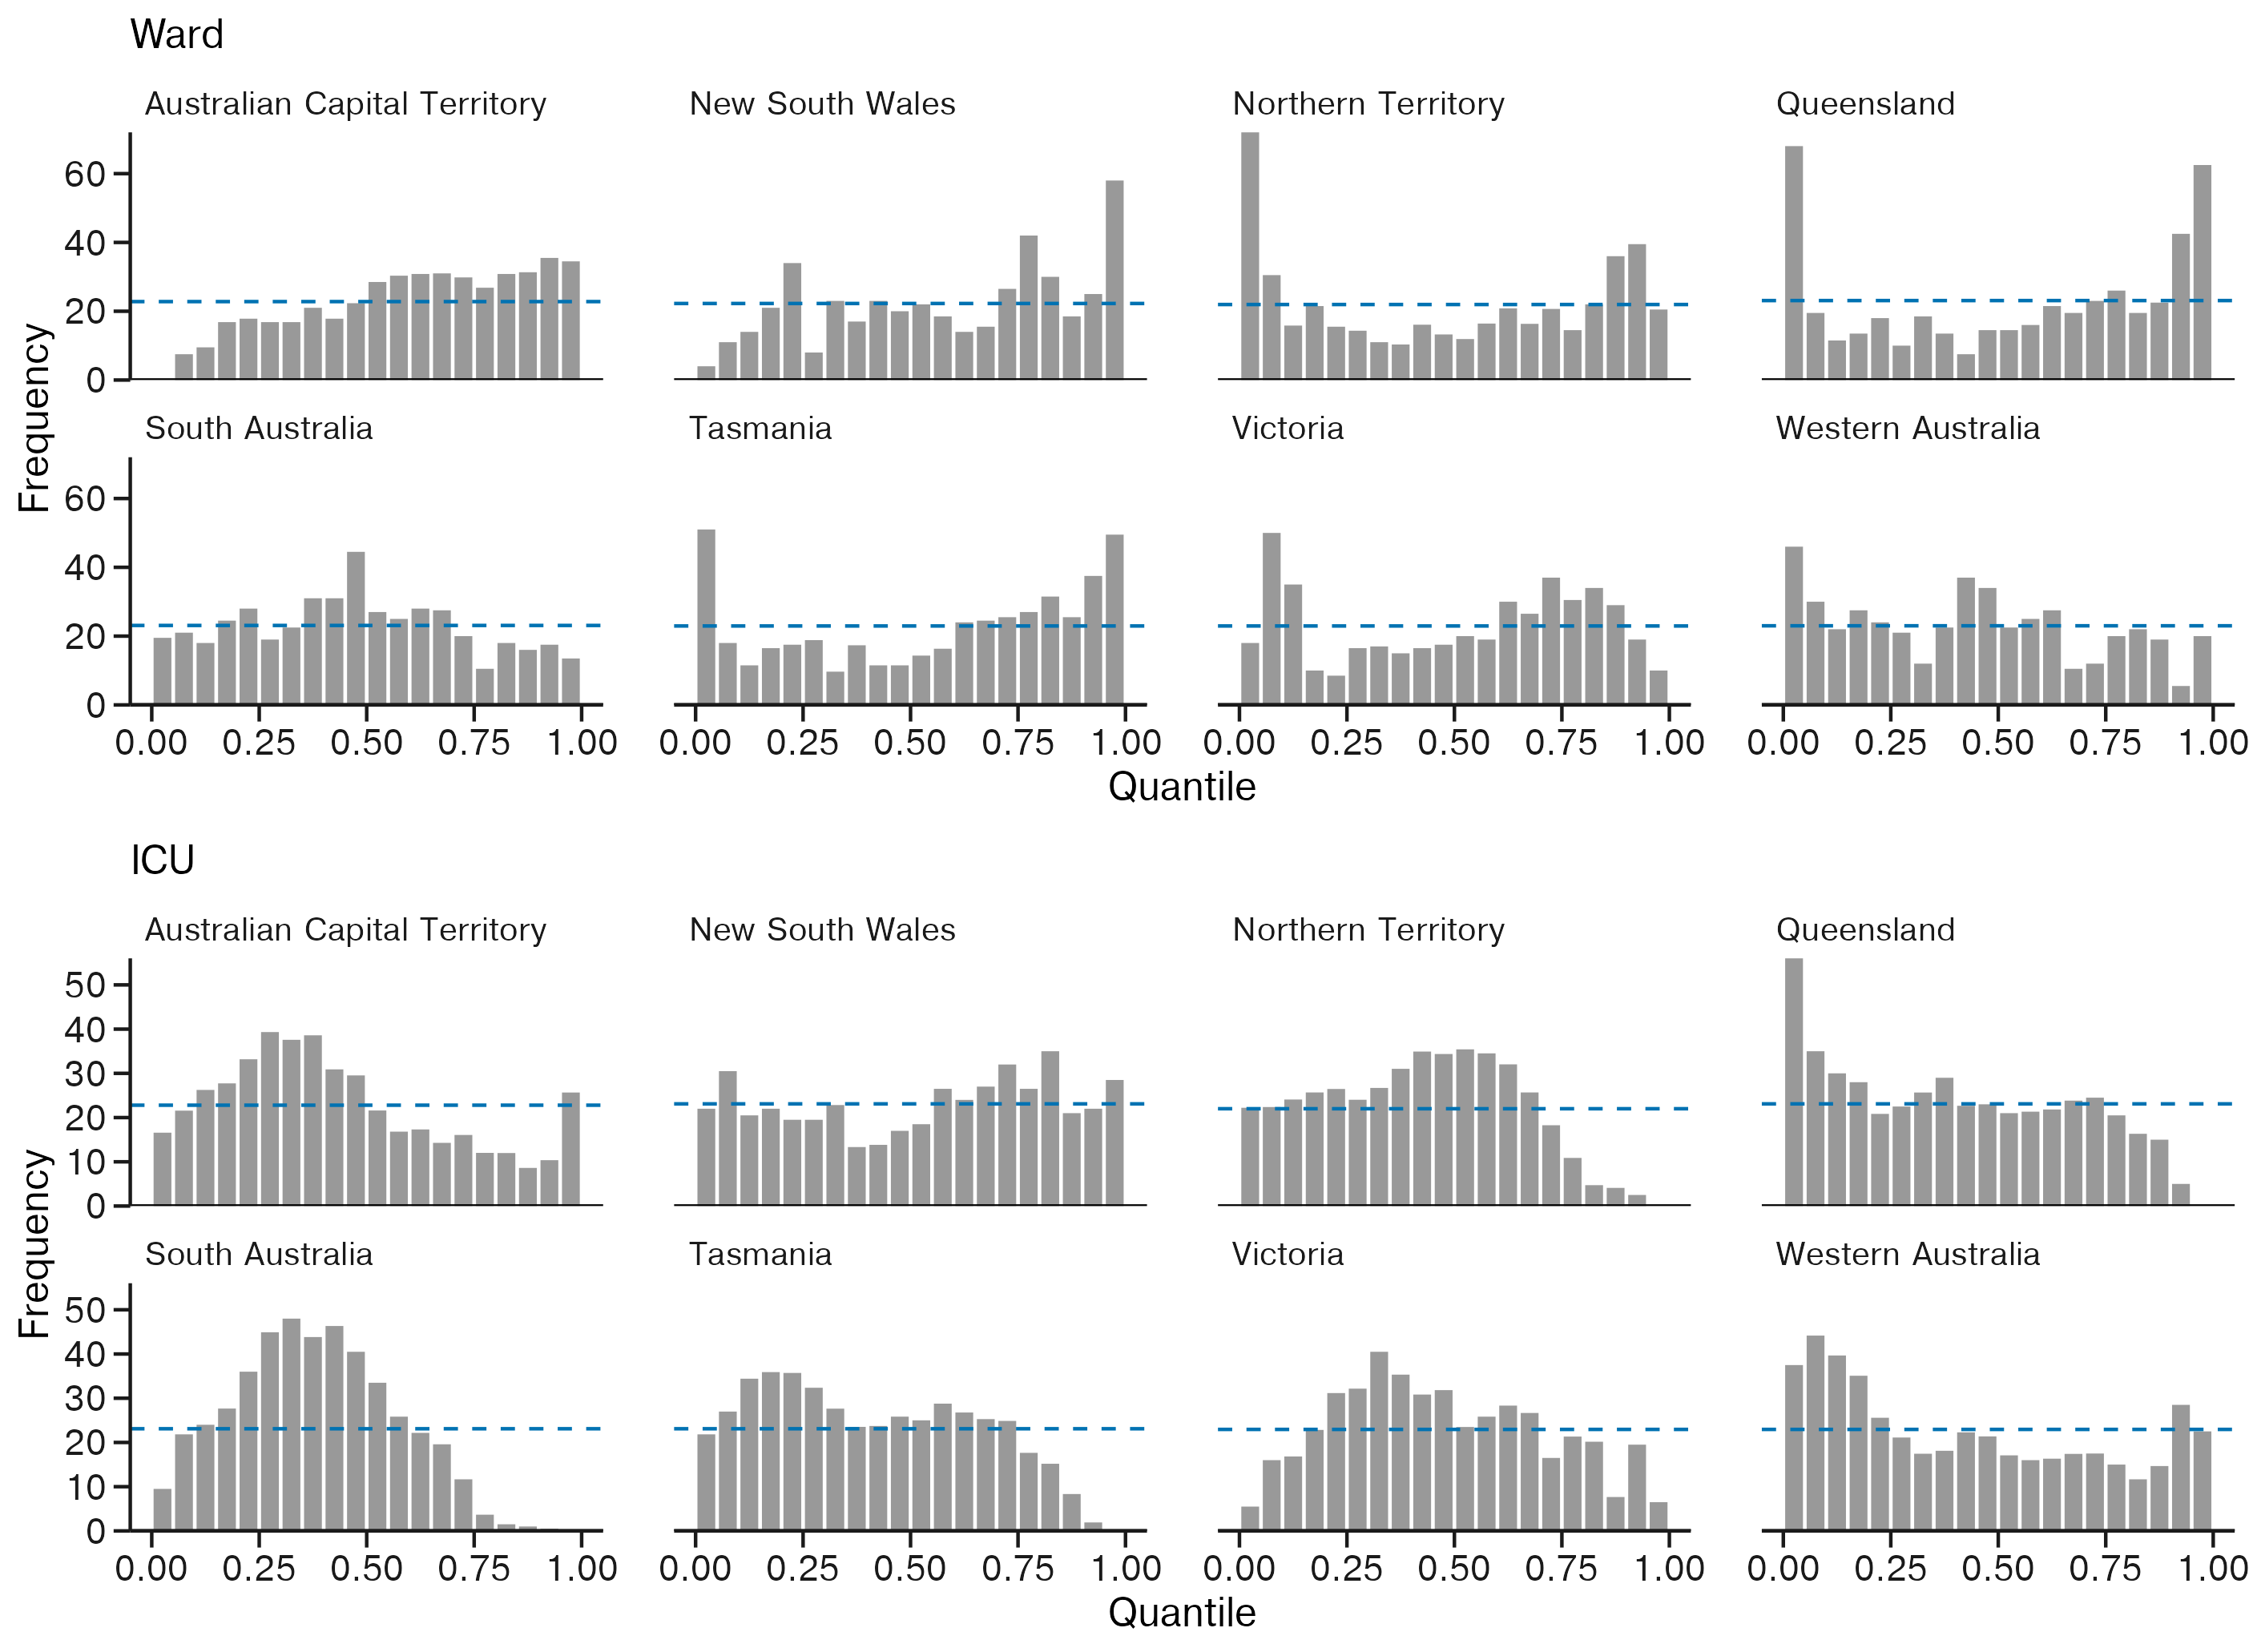 Ward
Australian Capital Territory New South Wales Northern Territory Queensland
60
40
20
0
South Australia Tasmania Victoria Western Australia
60
40
20
0
Frequency
0.00 0.25 0.50 0.75 1.00 0.00 0.25 0.50 0.75 1.00 0.00 0.25 0.50 0.75 1.00 0.00 0.25 0.50 0.75 1.00
Quantile
ICU
Australian Capital Territory New South Wales Northern Territory Queensland
50
40
30
20
10
0
South Australia Tasmania Victoria Western Australia
50
40
30
20
10
0
Frequency
0.00 0.25 0.50 0.75 1.00 0.00 0.25 0.50 0.75 1.00 0.00 0.25 0.50 0.75 1.00 0.00 0.25 0.50 0.75 1.00
Quantile